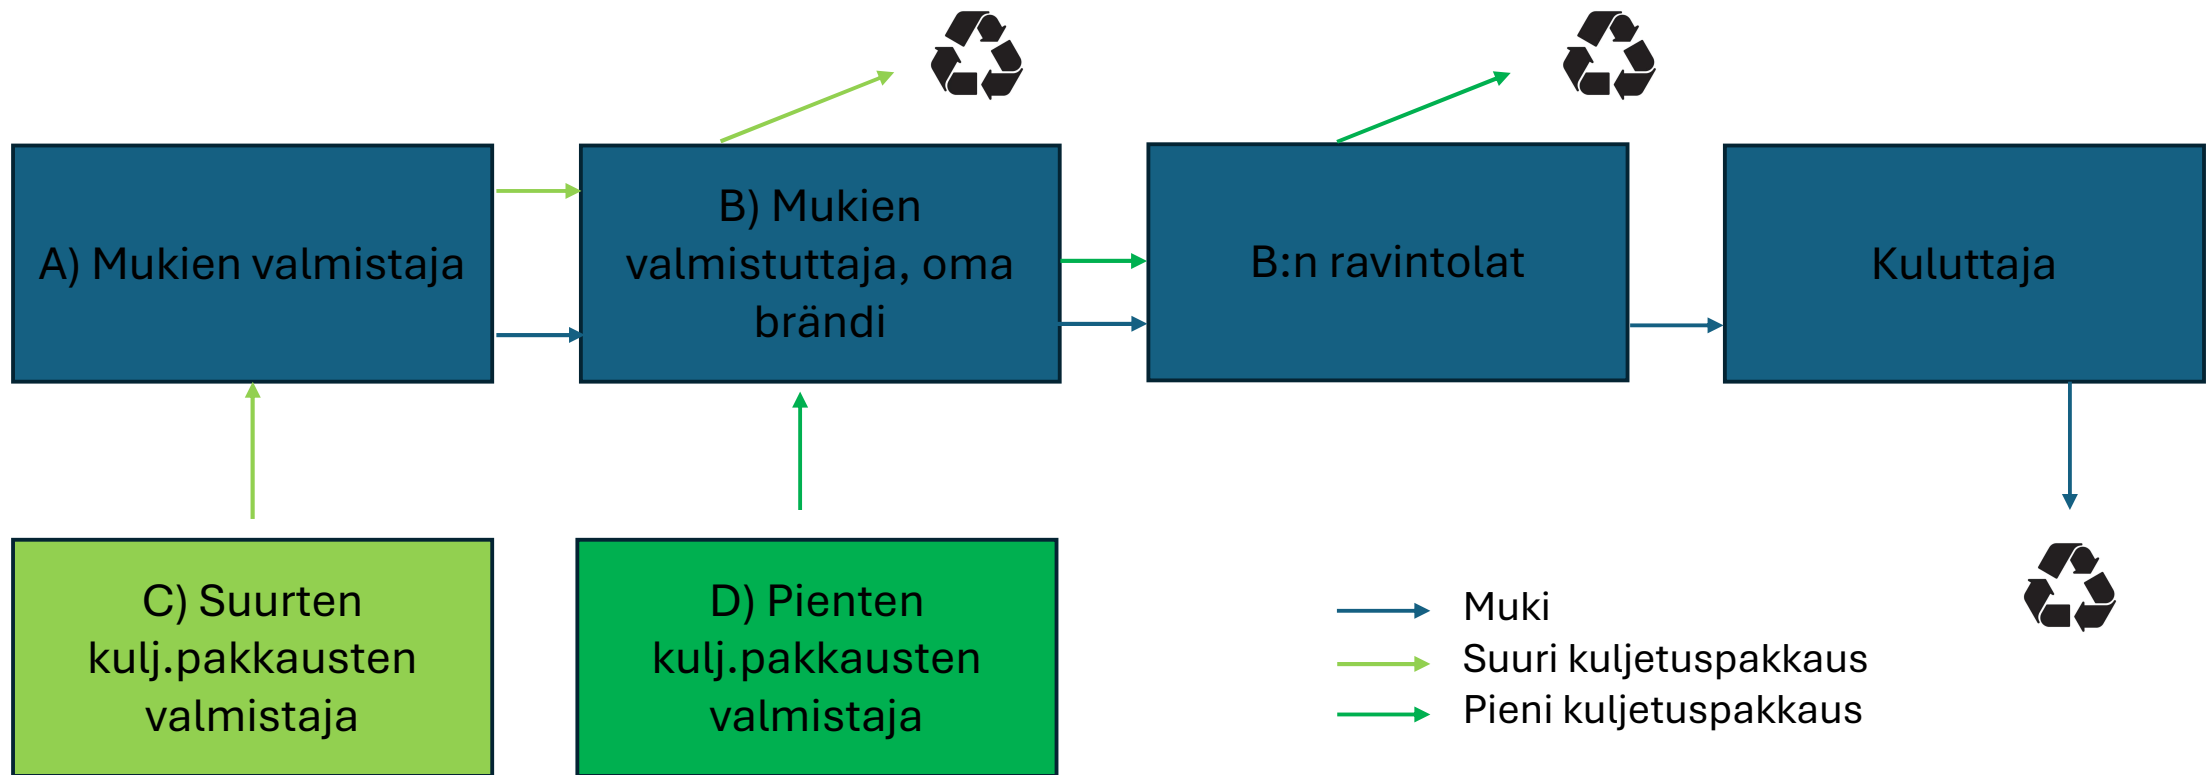 A) Mukien valmistaja
B) Mukien
valmistuttaja, oma
brändi
B:n ravintolat
Kuluttaja
C) Suurten
kulj.pakkausten
valmistaja
D) Pienten
kulj.pakkausten
valmistaja
Muki
Suuri kuljetuspakkaus
Pieni kuljetuspakkaus